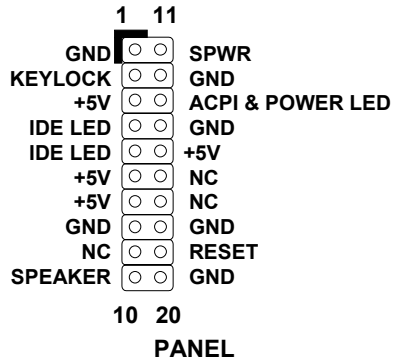 1 11
GND SPWR
KEYLOCK GND
+5V ACPI & POWER LED
IDE LED GND
IDE LED +5V
+5V NC
+5V NC
GND GND
NC RESET
SPEAKER GND
10 20
PANEL